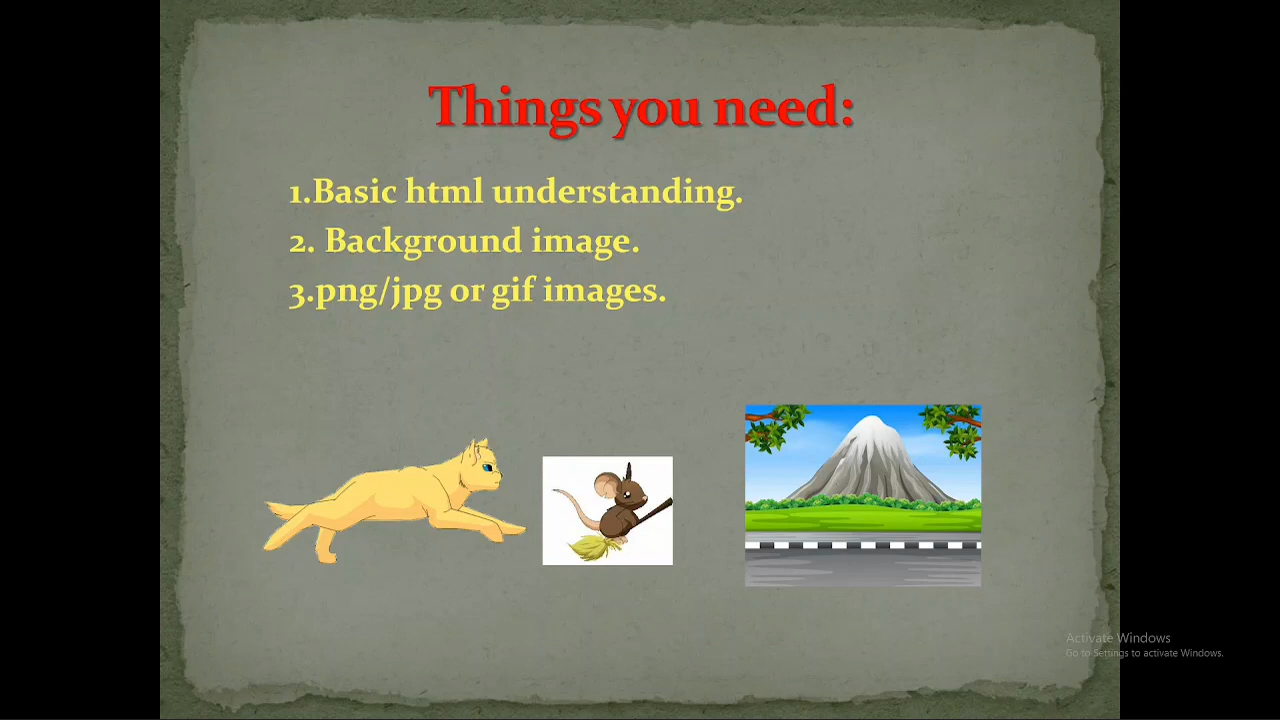 Things you need:
1.Basic html understanding.
2. Background image.
3.png/jpg or gif images.
Activate Windows
Go to Settings to activate Windows.